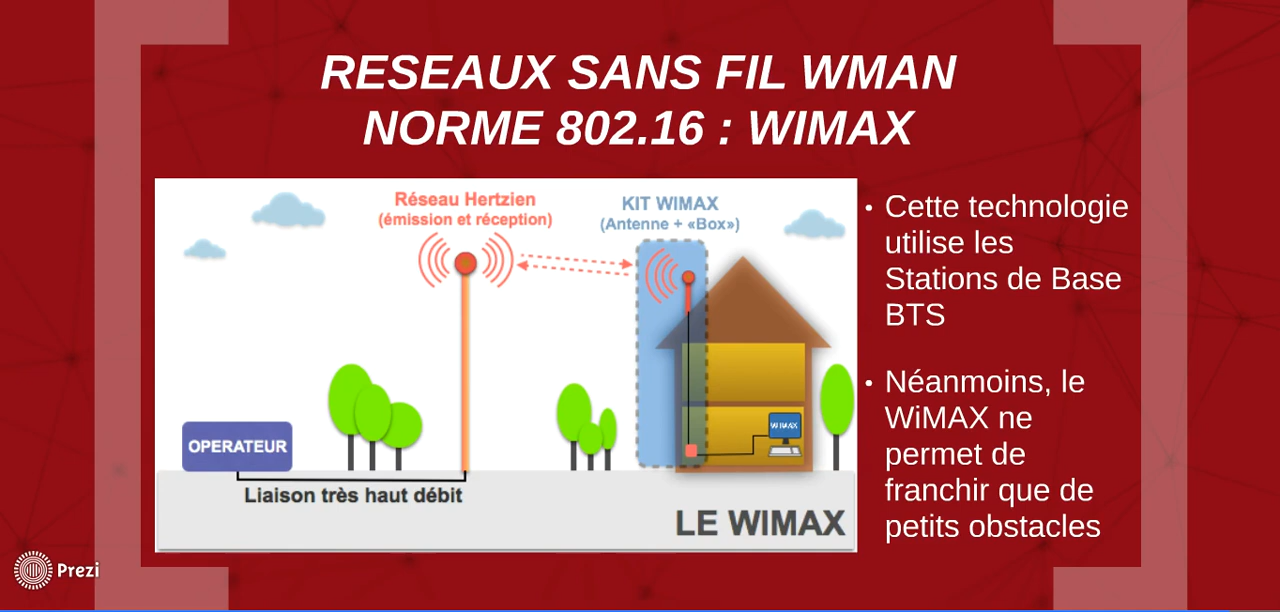 RESEAUX SANS FIL WMAN
NORME 802.16 : WIMAX
Réseau Hertzien
(émission et réception)
KIT WIMAX
(Antenne + «Box»)
OPERATEUR
WIMAX
Liaison très haut débit
LE WIMAX
• Cette technologie
utilise les
Stations de Base
BTS
• Néanmoins, le
WiMAX ne
permet de
franchir que de
petits obstacles
Prezi